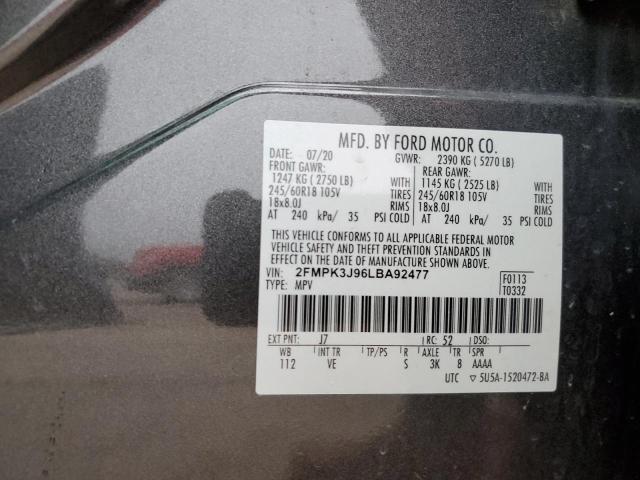 MFD. BY FORD MOTOR CO.
DATE: 07/20 GVWR: 2390 KG ( 5270 LB)
FRONT GAWR: REAR GAWR:
1247 KG ( 2750 LB) WITH 1145 KG ( 2525 LB) WITH
245/60R18 105V TIRES 245/60R18 105V TIRES
18x8.0J RIMS 18x8.0J RIMS
AT 240 kPa/ 35 PSI COLD AT 240 kPa/ 35 PSI COLD
THIS VEHICLE CONFORMS TO ALL APPLICABLE FEDERAL MOTOR
VEHICLE SAFETY AND THEFT PREVENTION STANDARDS IN
EFFECT ON THE DATE OF MANUFACTURE SHOWN ABOVE.
VIN: 2FMPK3J96LBA92477 F0113
TYPE: MPV T0332
EXT PNT: J7 RC: 52 DSO:
WB INT TR TP/PS R AXLE TR SPR
112 VE S 3K 8 AAAA
UTC 5U5A-1520472-BA